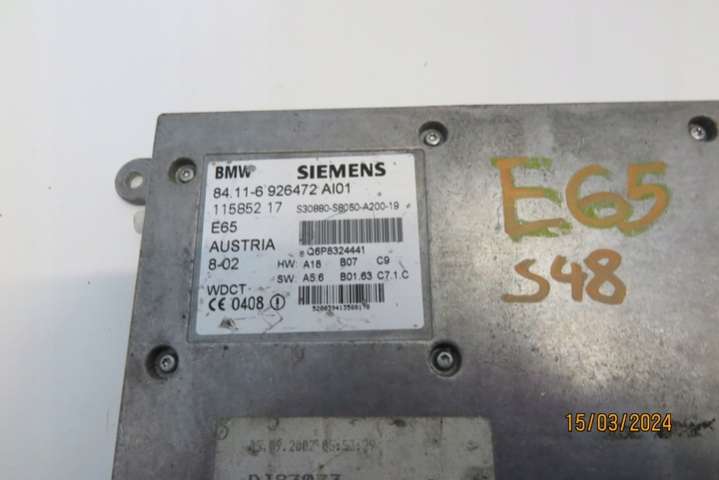 BMW SIEMENS
84.11-6 926472 AI01
115852 17 S30880-S8050-A200-19
E65
AUSTRIA Q6P8324441
8-02 HW: A18 B07 C9
SW: A5.6 B01.63 C7.1.C
WDCT
CE 0408
E65
S48
15/03/2024